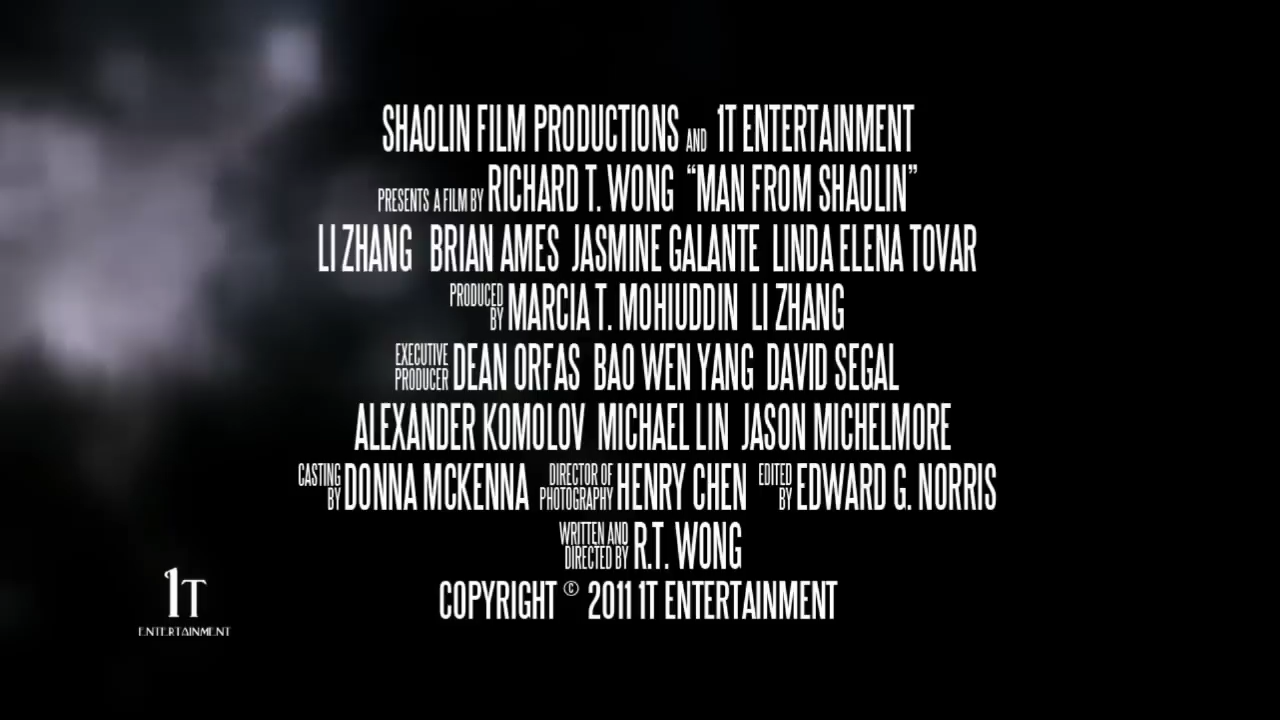 SHAOLIN FILM PRODUCTIONS AND 1T ENTERTAINMENT
PRESENTS A FILM BY RICHARD T. WONG “MAN FROM SHAOLIN”
LI ZHANG BRIAN AMES JASMINE GALANTE LINDA ELENA TOVAR
PRODUCED BY MARCIA T. MOHIUDDIN LI ZHANG
EXECUTIVE PRODUCER DEAN ORFAS BAO WEN YANG DAVID SEGAL
ALEXANDER KOMOLOV MICHAEL LIN JASON MICHELMORE
CASTING BY DONNA MCKENNA DIRECTOR OF PHOTOGRAPHY HENRY CHEN EDITED BY EDWARD G. NORRIS
WRITTEN AND DIRECTED BY R.T. WONG
COPYRIGHT © 2011 1T ENTERTAINMENT
1T
ENTERTAINMENT